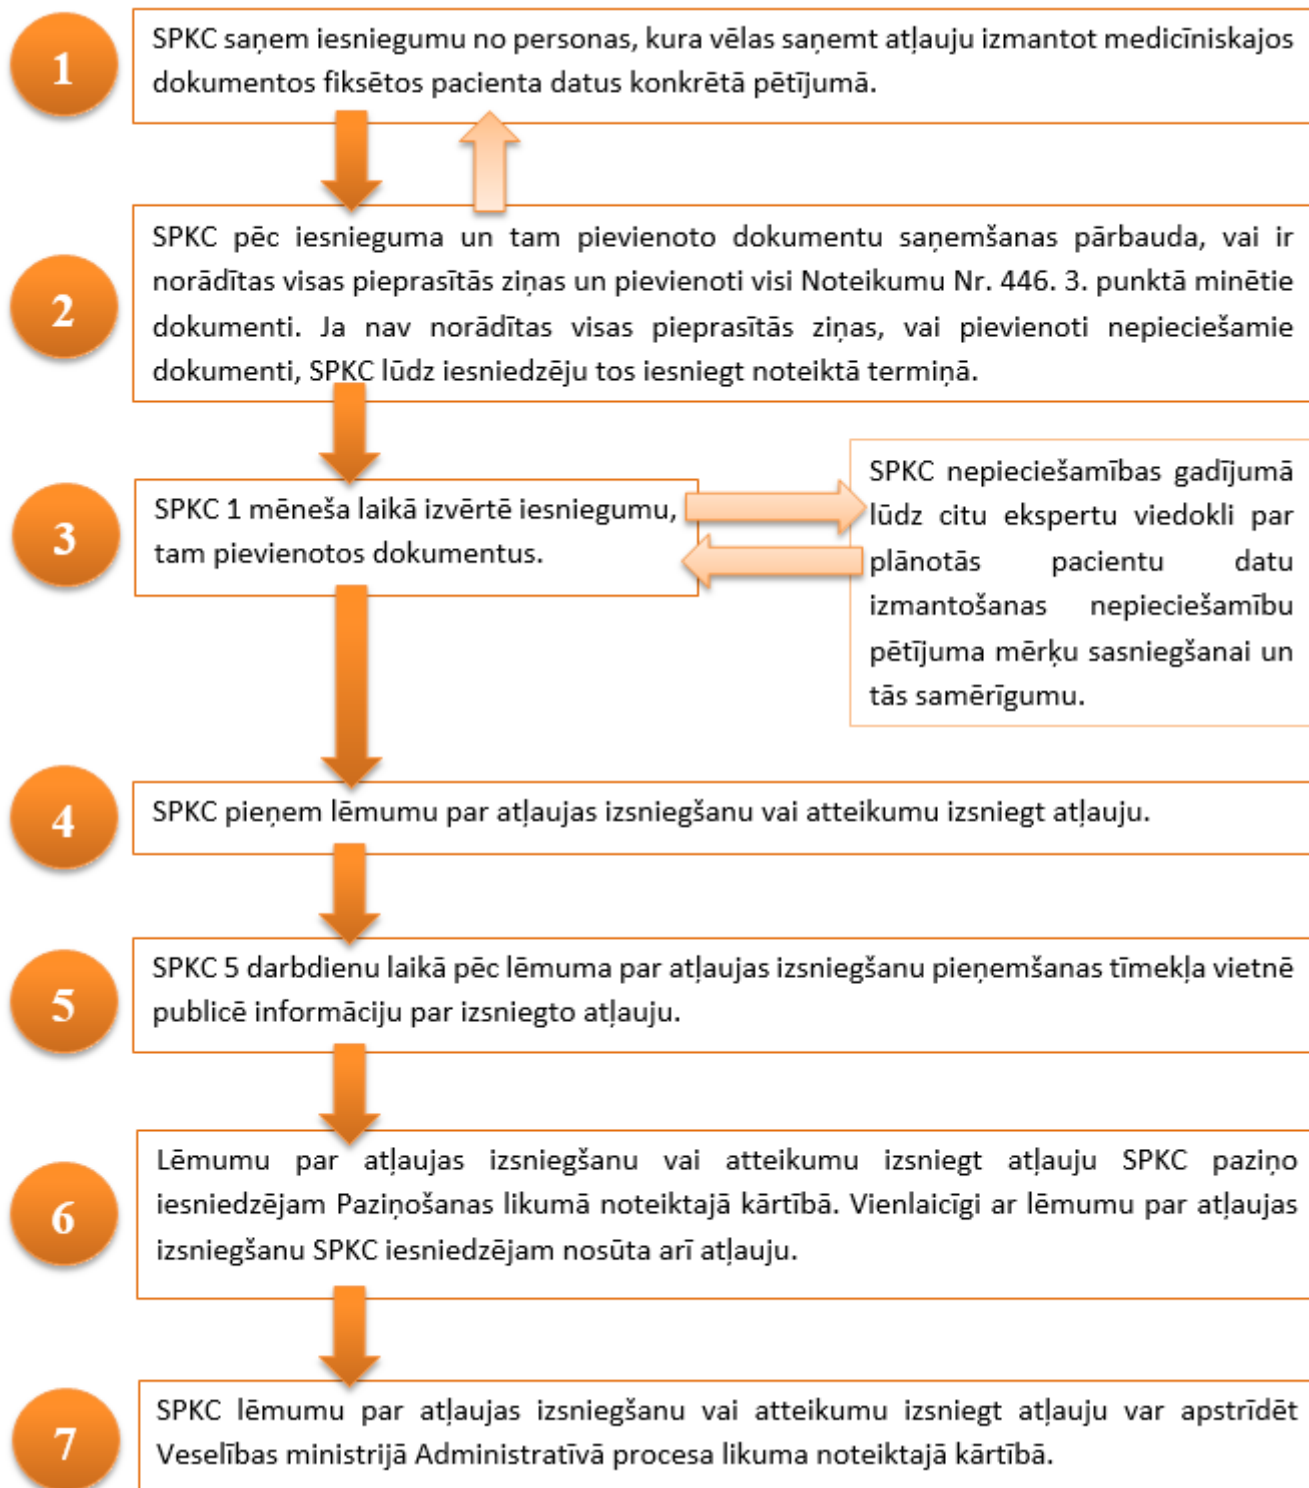 1
SPKC saņem iesniegumu no personas, kura vēlas saņemt atļauju izmantot medicīniskajos
dokumentos fiksētos pacienta datus konkrētā pētījumā.
2
SPKC pēc iesnieguma un tam pievienoto dokumentu saņemšanas pārbauda, vai ir
norādītas visas pieprasītās ziņas un pievienoti visi Noteikumu Nr. 446. 3. punktā minētie
dokumenti. Ja nav norādītas visas pieprasītās ziņas, vai pievienoti nepieciešamie
dokumenti, SPKC lūdz iesniedzēju tos iesniegt noteiktā termiņā.
3
SPKC 1 mēneša laikā izvērtē iesniegumu,
tam pievienotos dokumentus.
SPKC nepieciešamības gadījumā
lūdz citu ekspertu viedokli par
plānotās pacientu datu
izmantošanas nepieciešamību
pētījuma mērķu sasniegšanai un
tās samērīgumu.
4
SPKC pieņem lēmumu par atļaujas izsniegšanu vai atteikumu izsniegt atļauju.
5
SPKC 5 darbdienu laikā pēc lēmuma par atļaujas izsniegšanu pieņemšanas tīmekļa vietnē
publicē informāciju par izsniegto atļauju.
6
Lēmumu par atļaujas izsniegšanu vai atteikumu izsniegt atļauju SPKC paziņo
iesniedzējam Paziņošanas likumā noteiktajā kārtībā. Vienlaicīgi ar lēmumu par atļaujas
izsniegšanu SPKC iesniedzējam nosūta arī atļauju.
7
SPKC lēmumu par atļaujas izsniegšanu vai atteikumu izsniegt atļauju var apstrīdēt
Veselības ministrijā Administratīvā procesa likuma noteiktajā kārtībā.